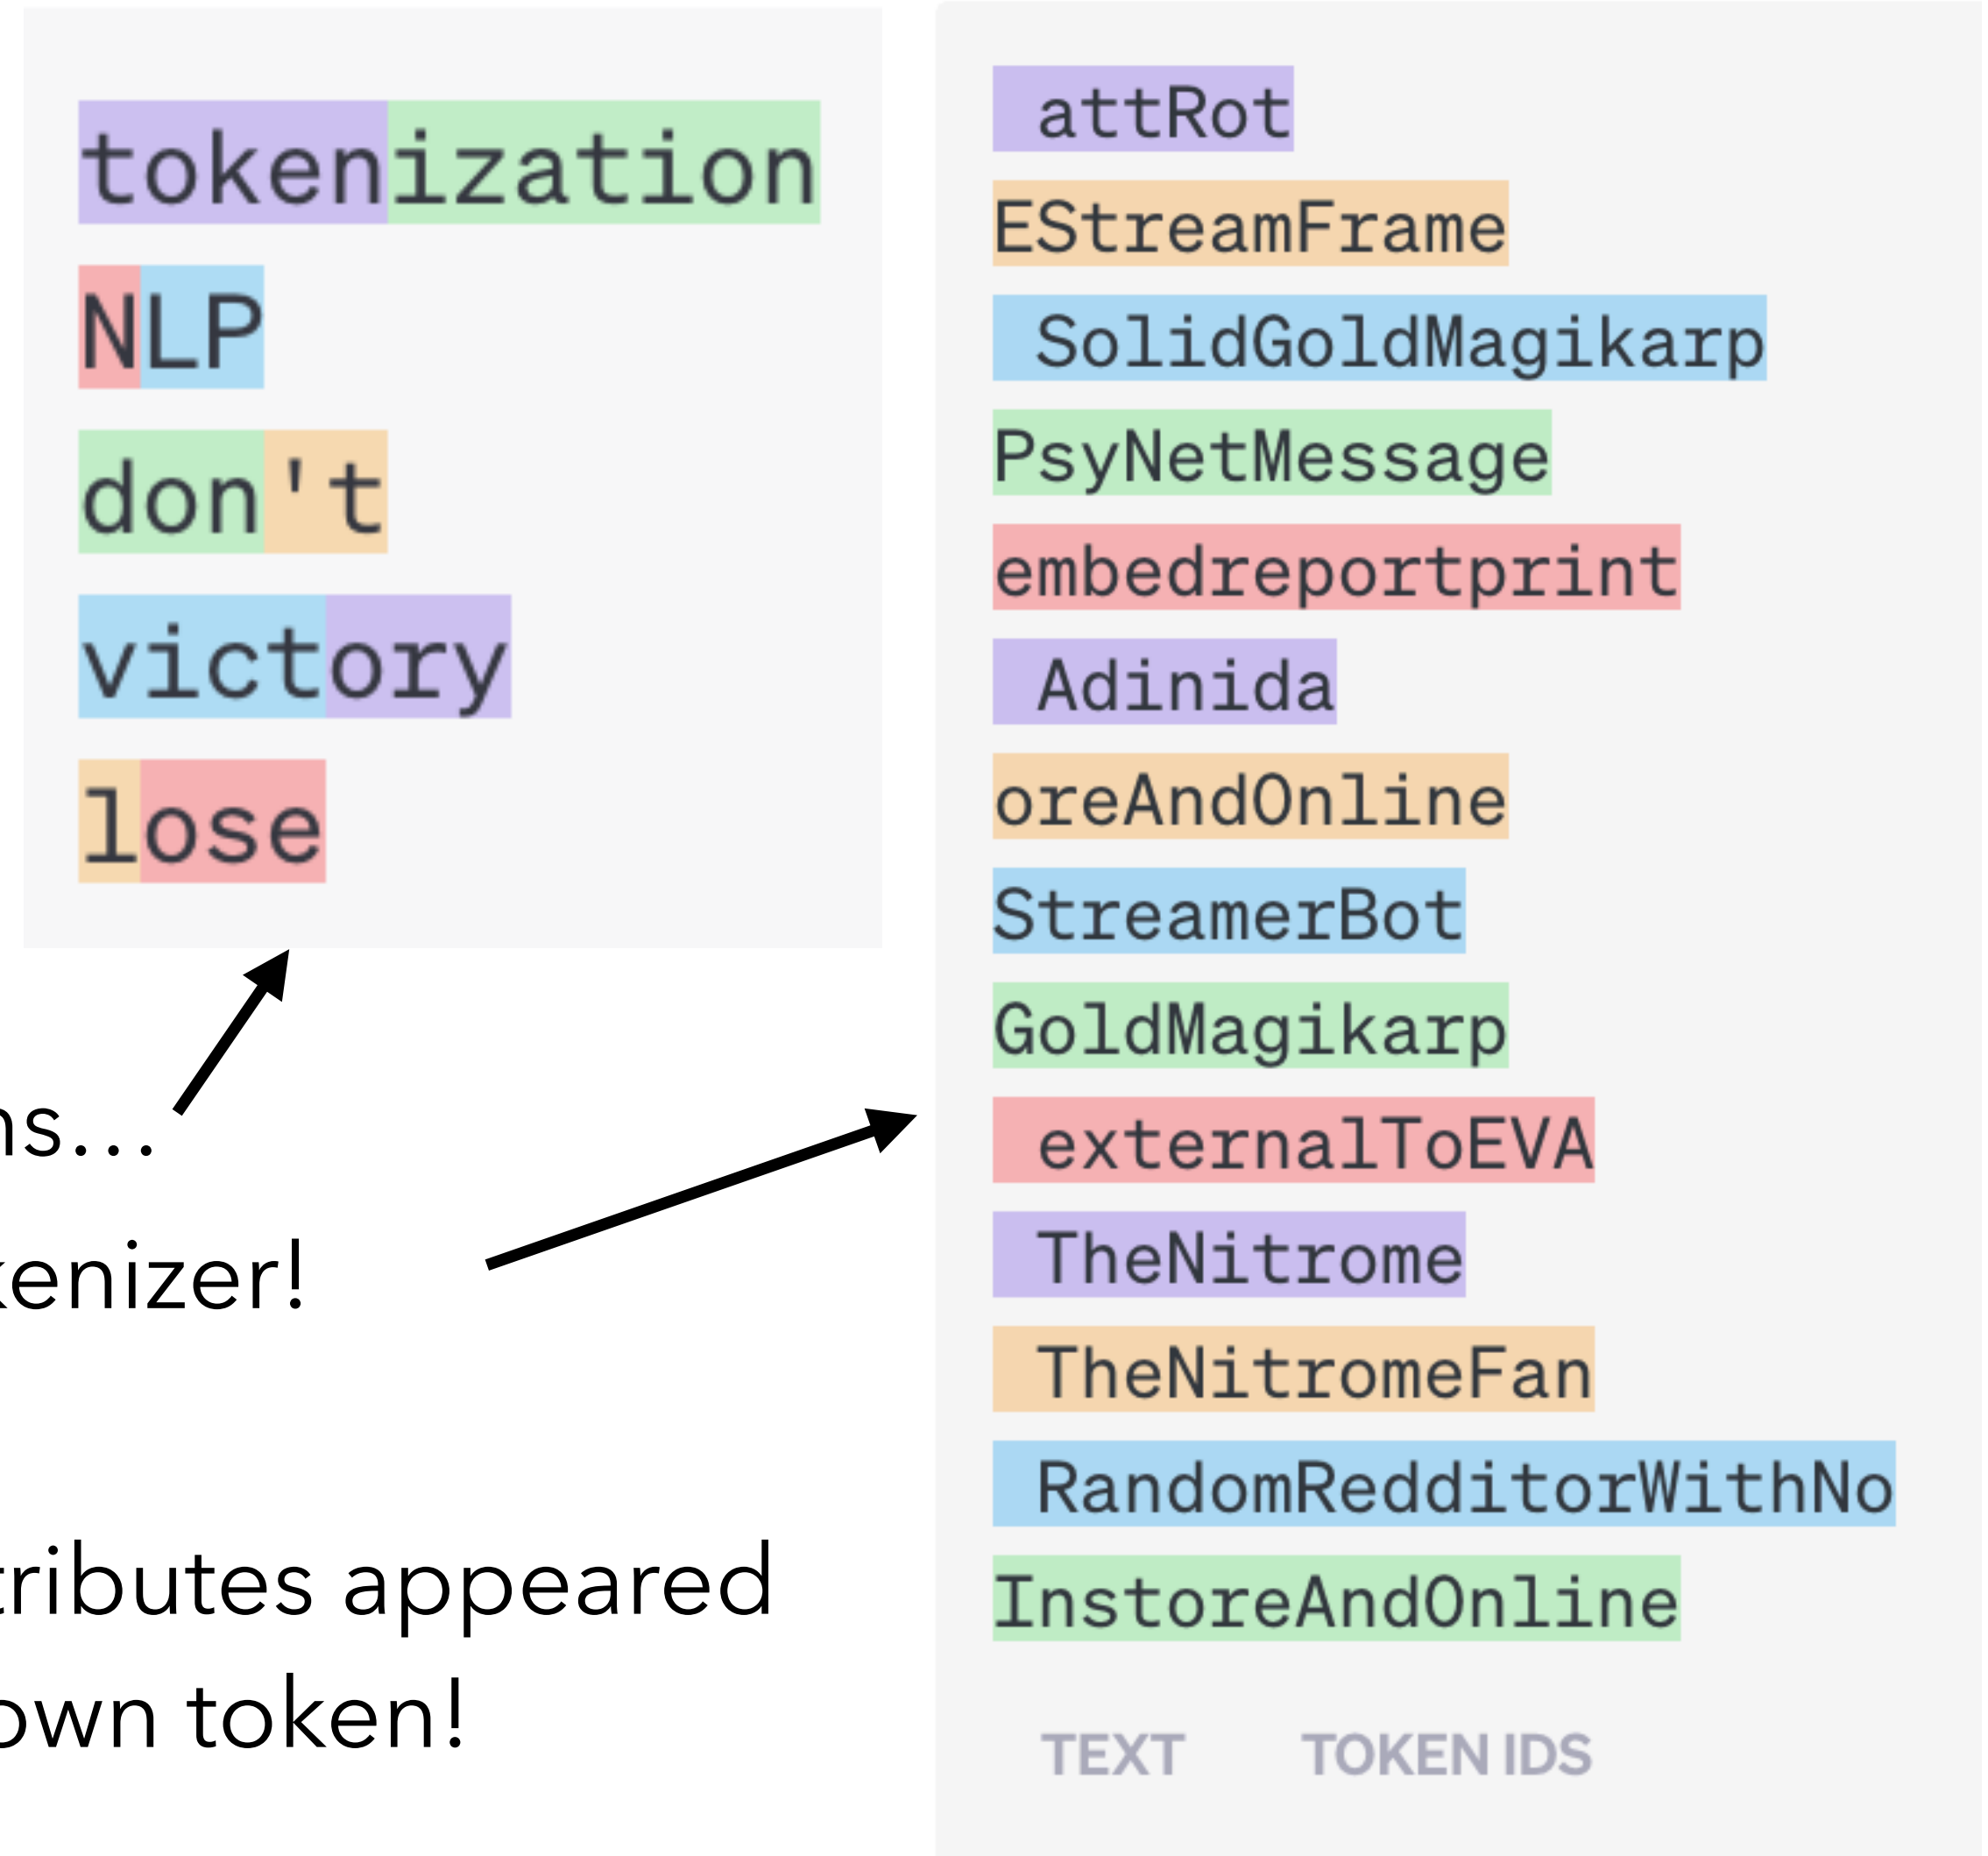 tokenization
NLP
don't
victory
lose
ns...
kenizer!
tributes appeared
own token!
attRot
EStreamFrame
SolidGoldMagikarp
PsyNetMessage
embedreportprint
Adinida
oreAndOnline
StreamerBot
GoldMagikarp
externalToEVA
TheNitrome
TheNitromeFan
RandomRedditorWithNo
InstoreAndOnline
TEXT TOKEN IDS